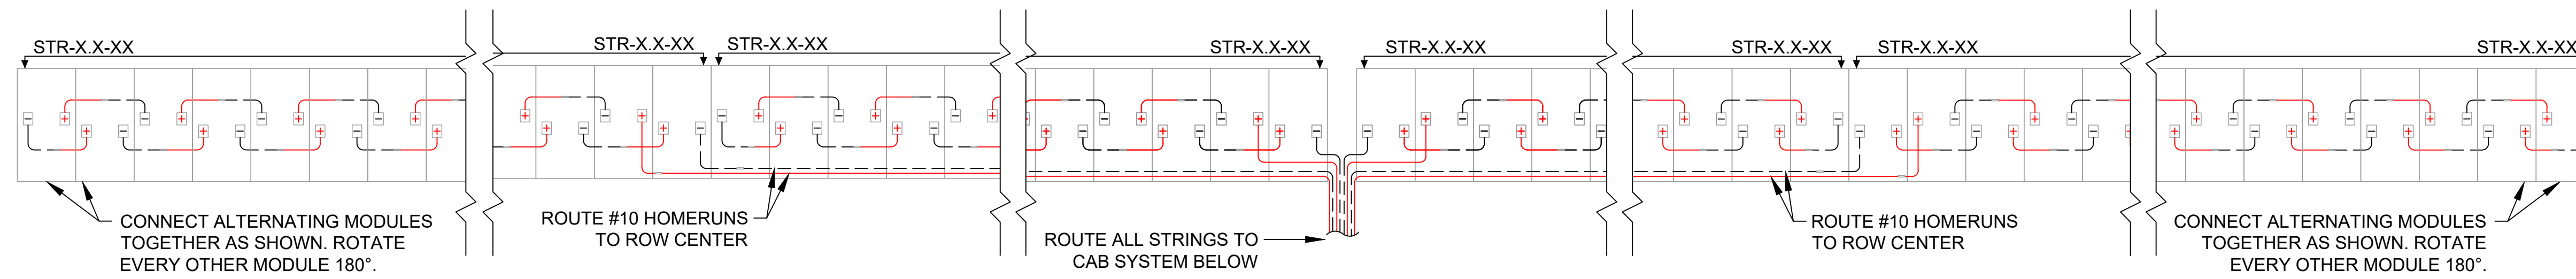 STR-X.X-XX
STR-X.X-XX
STR-X.X-XX
STR-X.X-XX
STR-X.X-XX
STR-X.X-XX
STR-X.X-XX
STR-X.X-XX
CONNECT ALTERNATING MODULES
TOGETHER AS SHOWN. ROTATE
EVERY OTHER MODULE 180°.
ROUTE #10 HOMERUNS
TO ROW CENTER
ROUTE ALL STRINGS TO
CAB SYSTEM BELOW
ROUTE #10 HOMERUNS
TO ROW CENTER
CONNECT ALTERNATING MODULES
TOGETHER AS SHOWN. ROTATE
EVERY OTHER MODULE 180°.